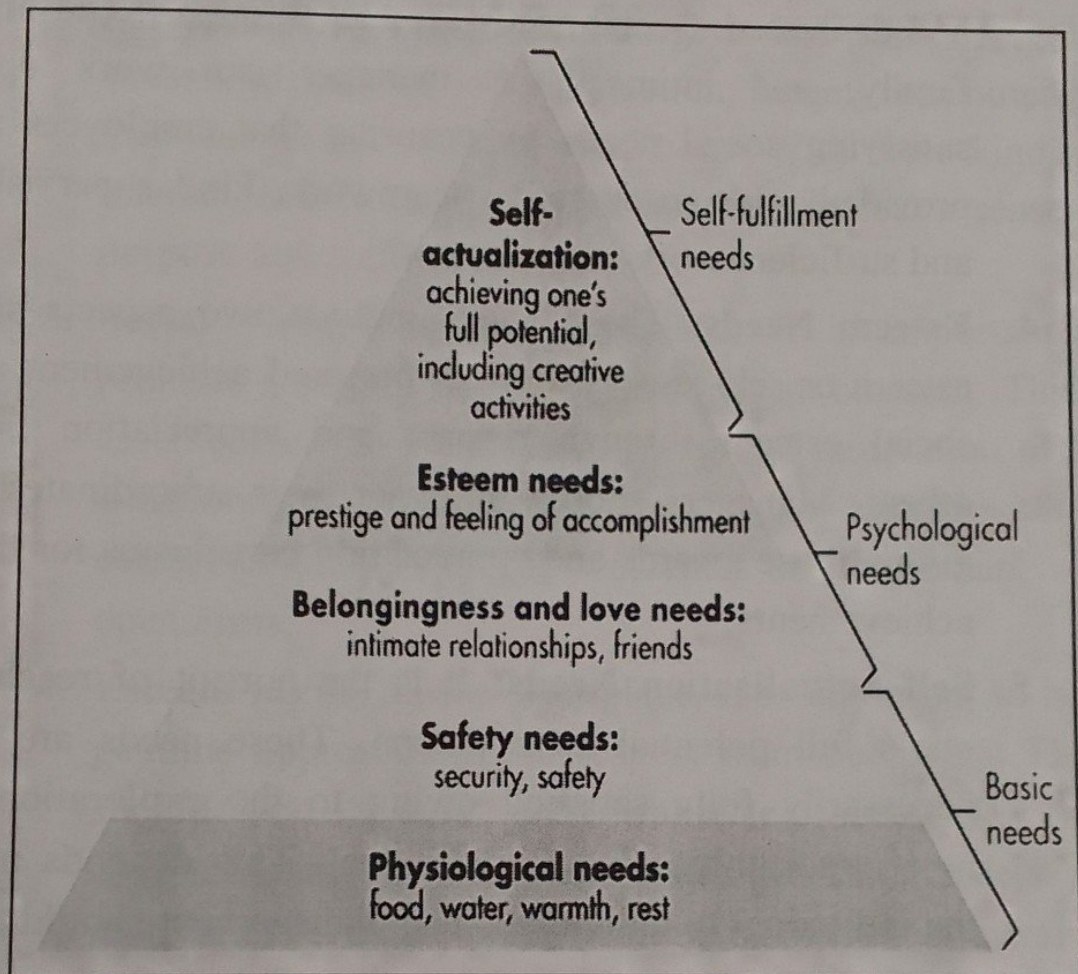 Self-
actualization:
achieving one's
full potential,
including creative
activities
Self-fulfillment
needs
Esteem needs:
prestige and feeling of accomplishment
Psychological
needs
Belongingness and love needs:
intimate relationships, friends
Safety needs:
security, safety
Basic
needs
Physiological needs:
food, water, warmth, rest